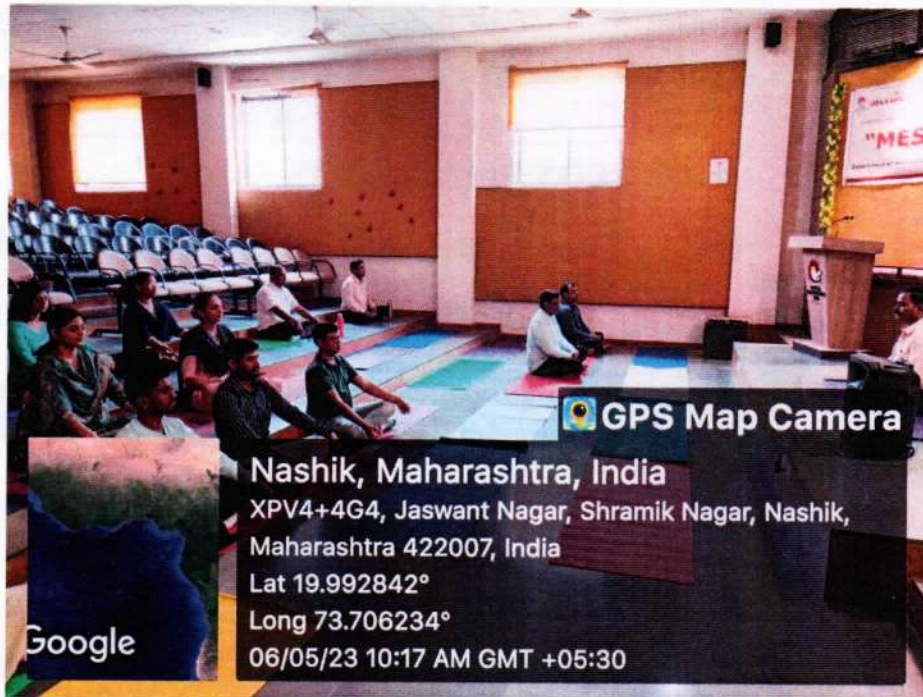 "MES
GPS Map Camera
Nashik, Maharashtra, India
XPV4+4G4, Jaswant Nagar, Shramik Nagar, Nashik,
Maharashtra 422007, India
Lat 19.992842°
Long 73.706234°
06/05/23 10:17 AM GMT +05:30
Google